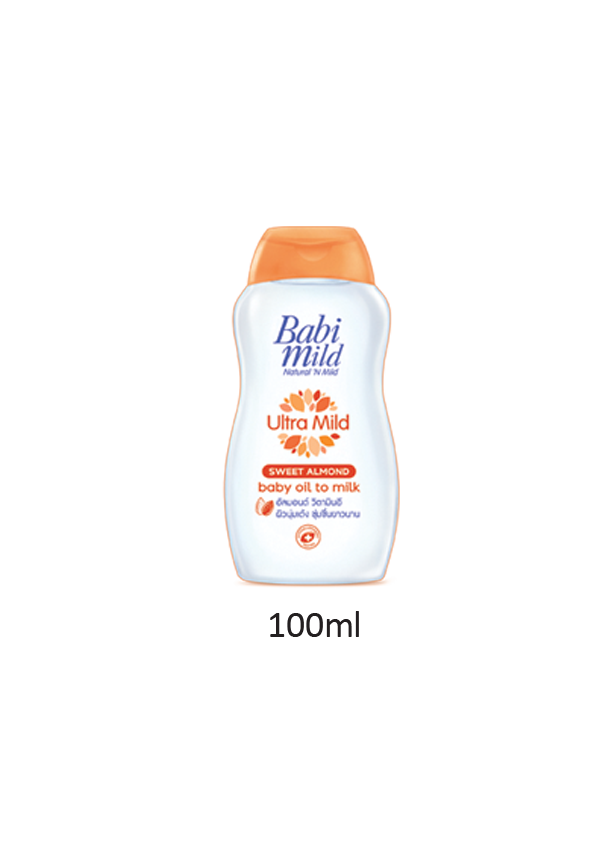 Babi
Mild
Natural 'N Mild
Ultra Mild
SWEET ALMOND
baby oil to milk
อัลมอนด์ วิตามินอี
ผิวนุ่มเด้ง ชุ่มชื้นยาวนาน
100ml